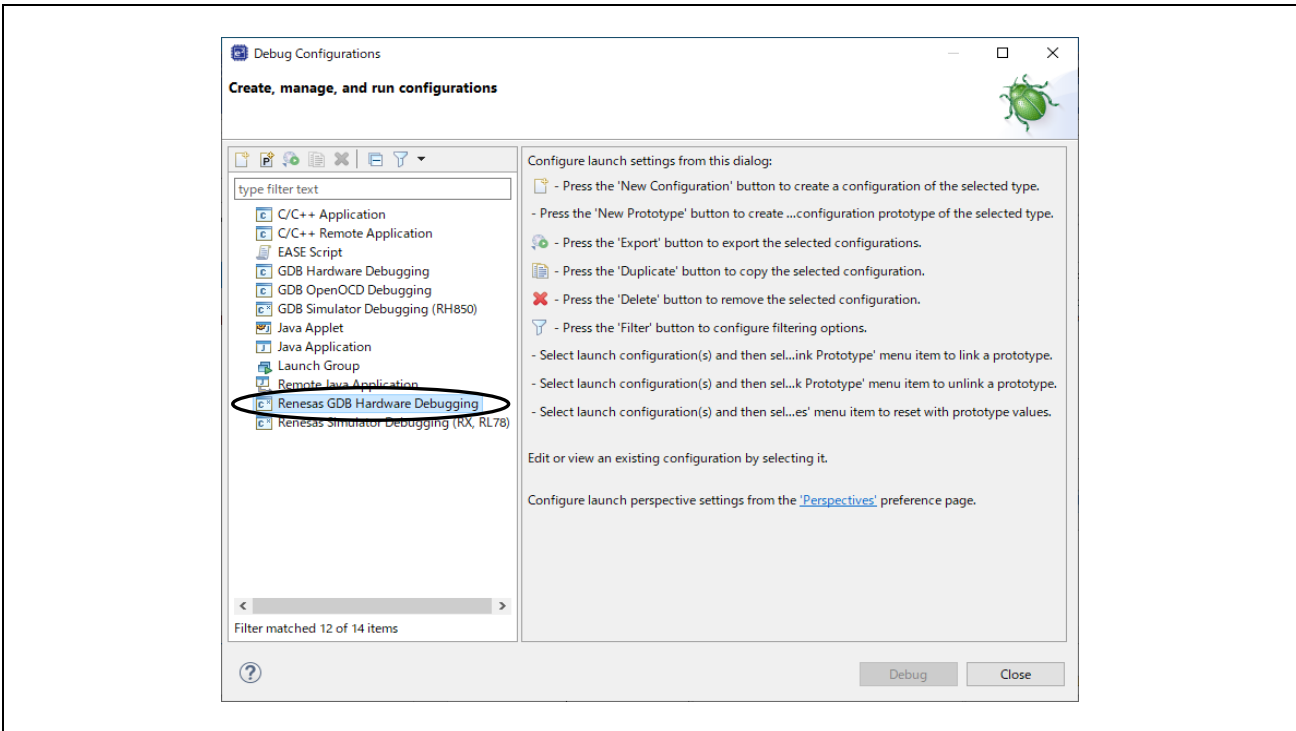 Debug Configurations
Create, manage, and run configurations
type filter text
C/C++ Application
C/C++ Remote Application
EASE Script
GDB Hardware Debugging
GDB OpenOCD Debugging
GDB Simulator Debugging (RH850)
Java Applet
Java Application
Launch Group
Remote Java Application
Renesas GDB Hardware Debugging
Renesas Simulator Debugging (RX, RL78)
Filter matched 12 of 14 items
Configure launch settings from this dialog:
- Press the 'New Configuration' button to create a configuration of the selected type.
- Press the 'New Prototype' button to create ...configuration prototype of the selected type.
- Press the 'Export' button to export the selected configurations.
- Press the 'Duplicate' button to copy the selected configuration.
- Press the 'Delete' button to remove the selected configuration.
- Press the 'Filter' button to configure filtering options.
- Select launch configuration(s) and then sel...ink Prototype' menu item to link a prototype.
- Select launch configuration(s) and then sel...k Prototype' menu item to unlink a prototype.
- Select launch configuration(s) and then sel...es' menu item to reset with prototype values.
Edit or view an existing configuration by selecting it.
Configure launch perspective settings from the 'Perspectives' preference page.
Debug
Close